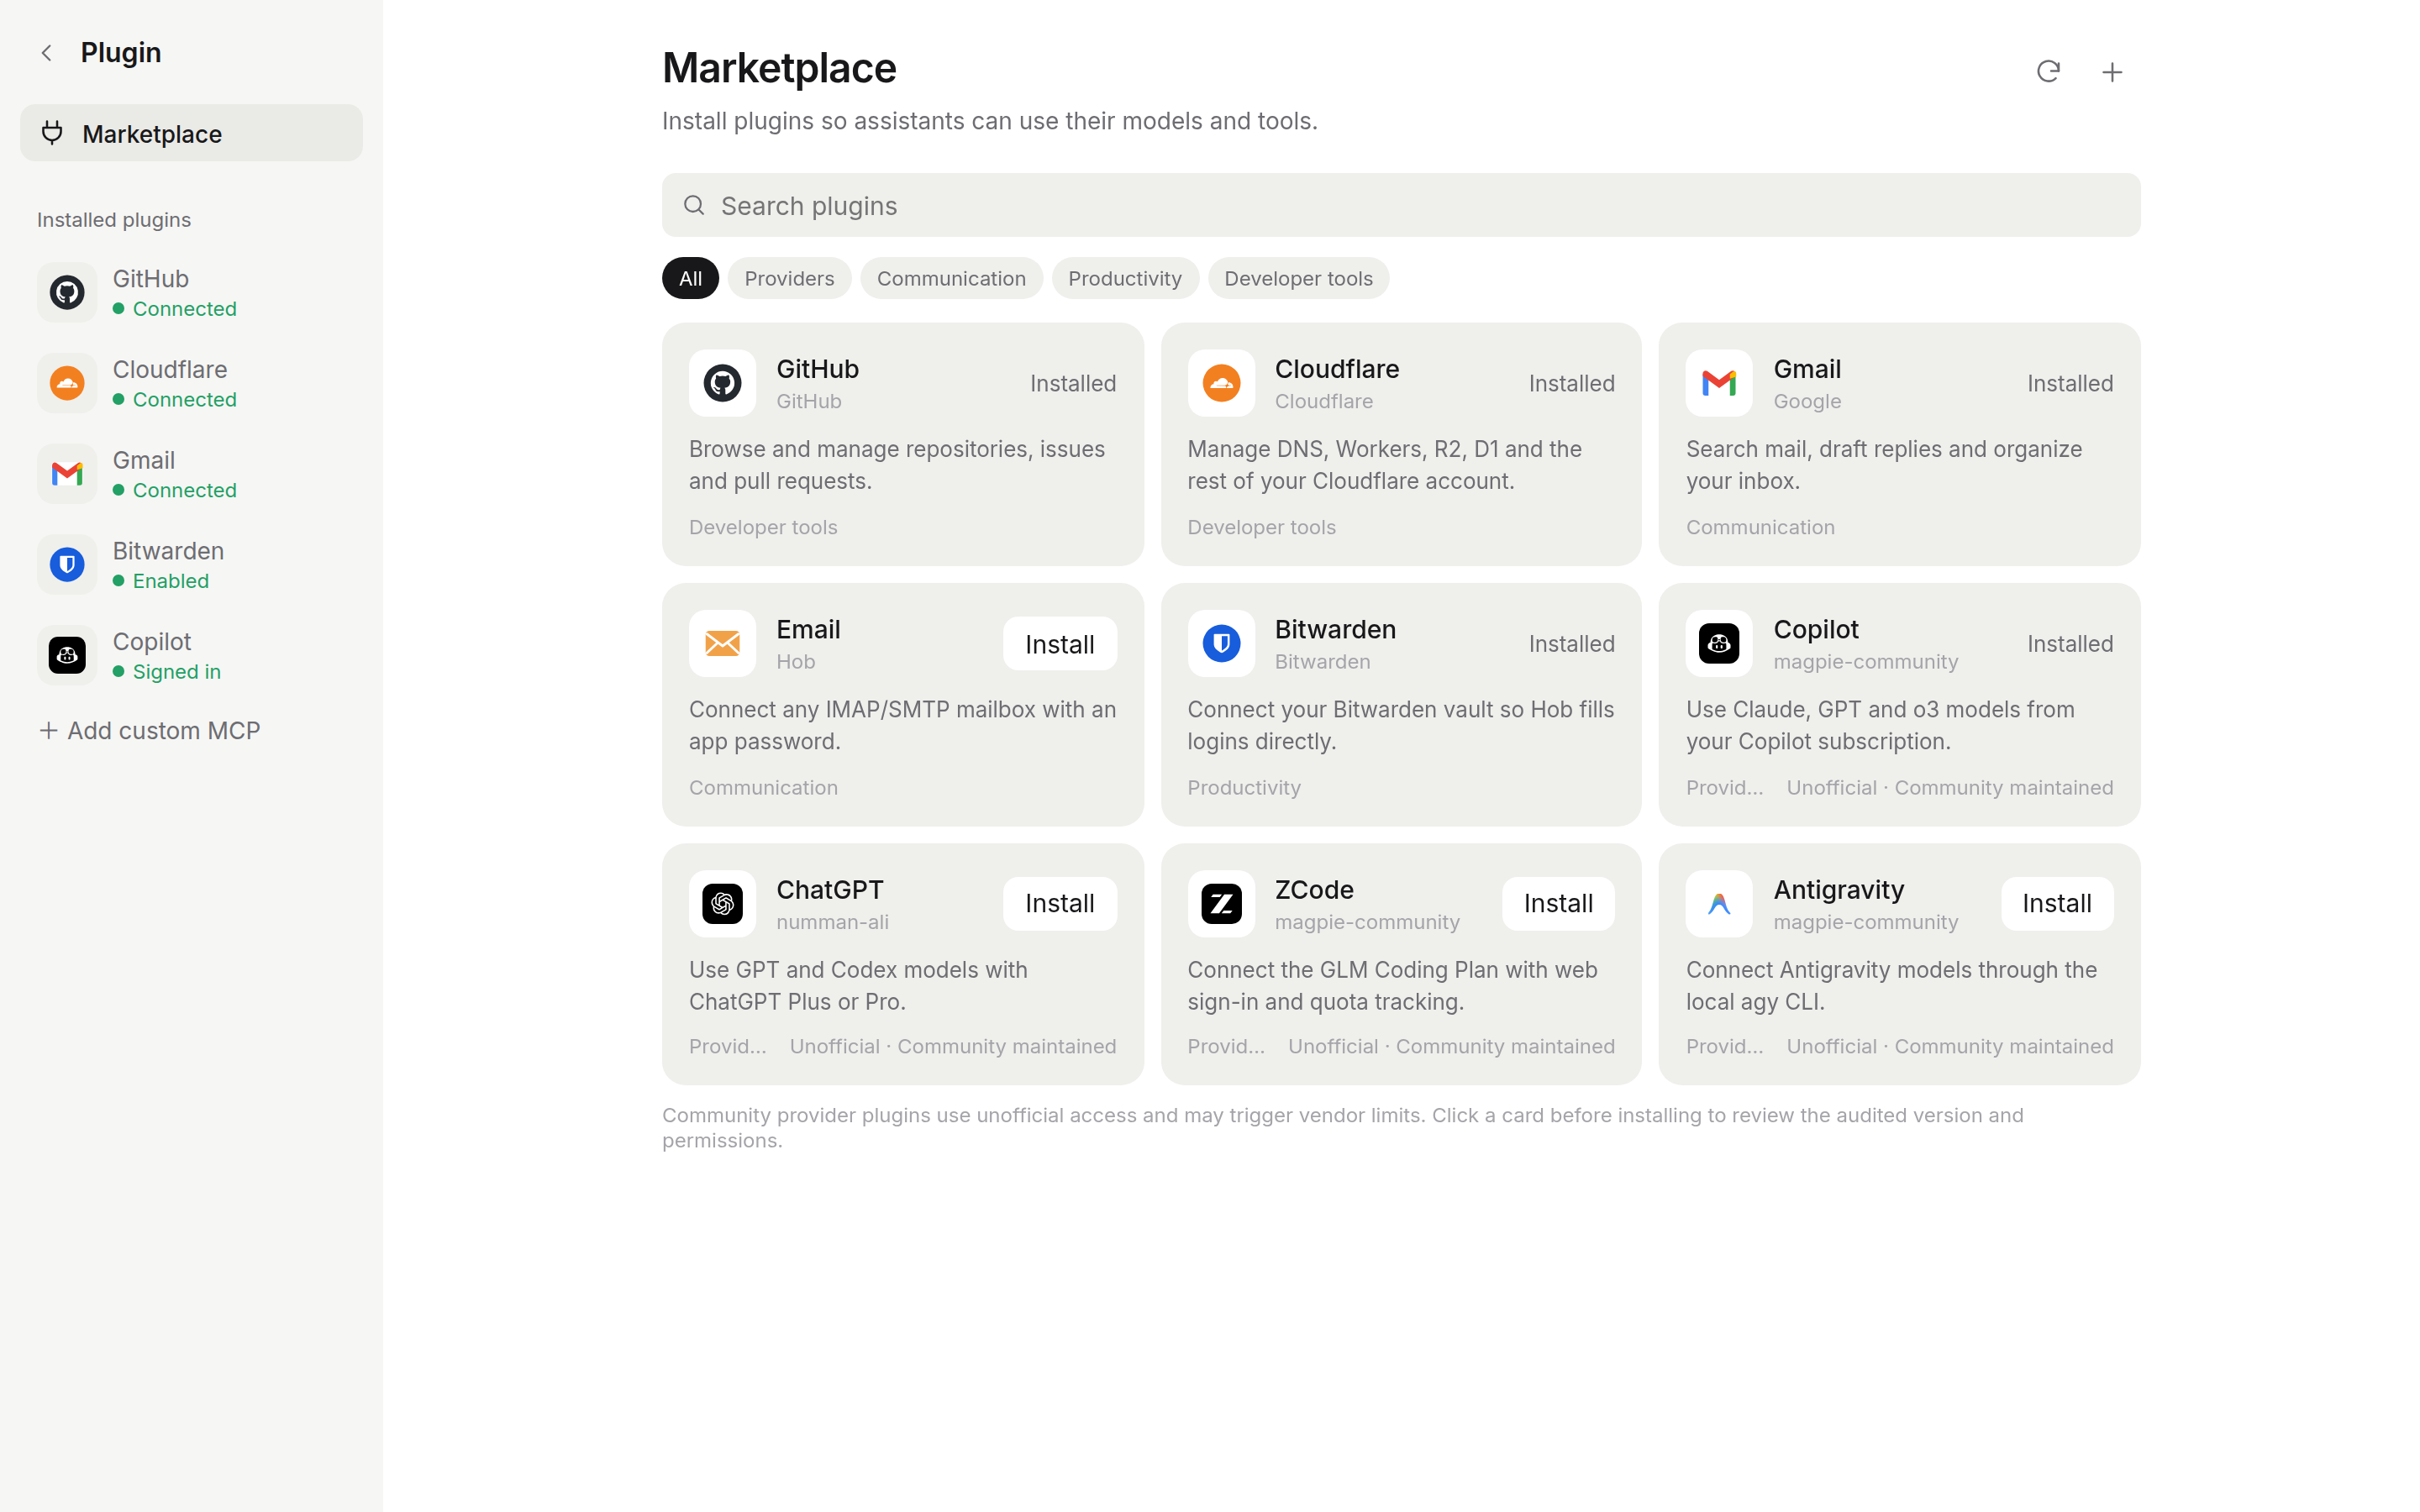 Plugin
Marketplace
Installed plugins
GitHub
Connected
Cloudflare
Connected
Gmail
Connected
Bitwarden
Enabled
Copilot
Signed in
Add custom MCP
Marketplace
Install plugins so assistants can use their models and tools.
Search plugins
All Providers Communication Productivity Developer tools
GitHub
GitHub
Installed
Browse and manage repositories, issues
and pull requests.
Developer tools
Cloudflare
Cloudflare
Installed
Manage DNS, Workers, R2, D1 and the
rest of your Cloudflare account.
Developer tools
Gmail
Google
Installed
Search mail, draft replies and organize
your inbox.
Communication
Email
Hob
Install
Connect any IMAP/SMTP mailbox with an
app password.
Communication
Bitwarden
Bitwarden
Installed
Connect your Bitwarden vault so Hob fills
logins directly.
Productivity
Copilot
magpie-community
Installed
Use Claude, GPT and o3 models from
your Copilot subscription.
Provid... Unofficial · Community maintained
ChatGPT
numman-ali
Install
Use GPT and Codex models with
ChatGPT Plus or Pro.
Provid... Unofficial · Community maintained
ZCode
magpie-community
Install
Connect the GLM Coding Plan with web
sign-in and quota tracking.
Provid... Unofficial · Community maintained
Antigravity
magpie-community
Install
Connect Antigravity models through the
local agy CLI.
Provid... Unofficial · Community maintained
Community provider plugins use unofficial access and may trigger vendor limits. Click a card before installing to review the audited version and
permissions.